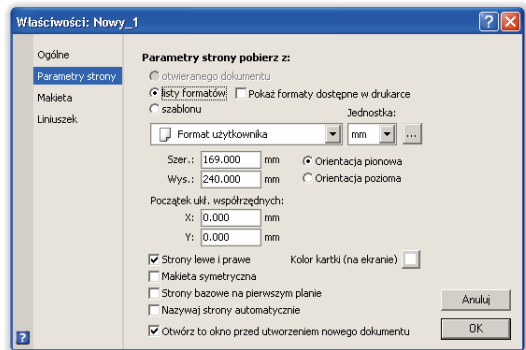 Właściwości: Nowy_1
Ogólne
Parametry strony
Makieta
Liniuszek
Parametry strony pobierz z:
otwieranego dokumentu
listy formatów Pokaż formaty dostępne w drukarce
szablonu
Jednostka:
Format użytkownika mm ...
Szer.: 169.000 mm Orientacja pionowa
Wys.: 240.000 mm Orientacja pozioma
Początek ukł. współrzędnych:
X: 0.000 mm
Y: 0.000 mm
Strony lewe i prawe Kolor kartki (na ekranie)
Makieta symetryczna
Strony bazowe na pierwszym planie
Nazywaj strony automatycznie
Otwórz to okno przed utworzeniem nowego dokumentu
Anuluj
OK